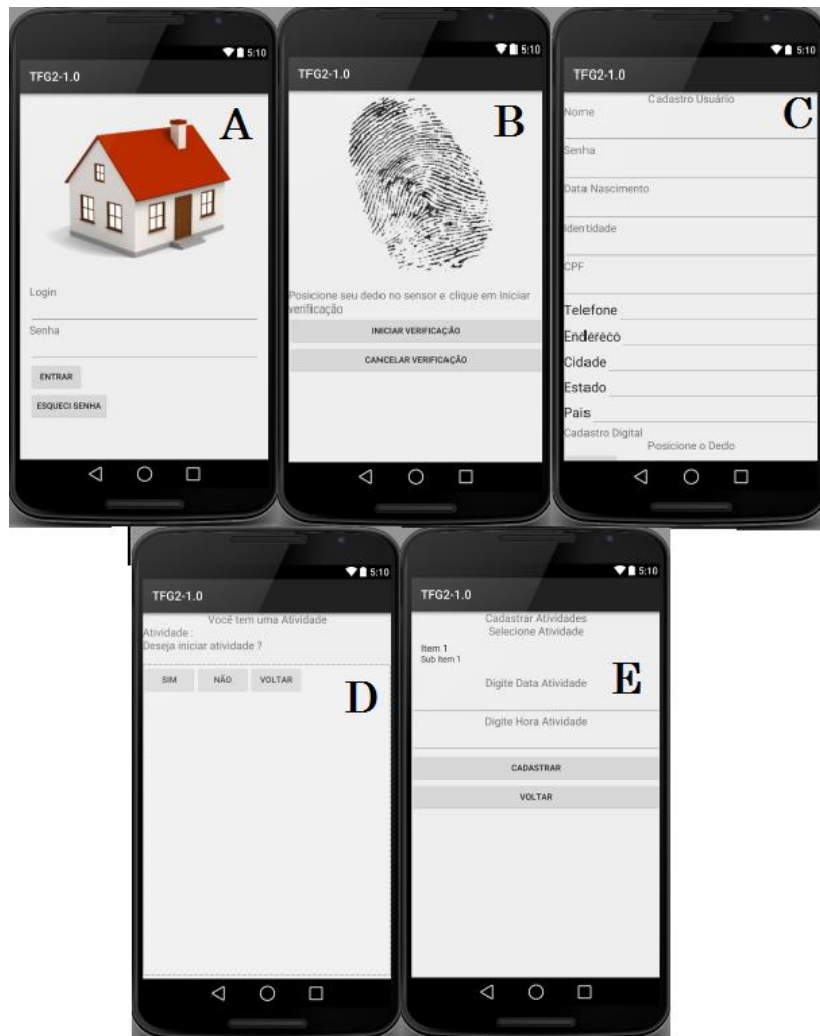 5:10
TFG2-1.0
A
Login
Senha
ENTRAR
ESQUECI SENHA
5:10
TFG2-1.0
B
Posicione seu dedo no sensor e clique em Iniciar
verifiicação
INICIAR VERIFICAÇÃO
CANCELAR VERIFICAÇÃO
5:10
TFG2-1.0
C
Cadastro Usuário
Nome
Senha
Data Nascimento
Identidade
CPF
Telefone
Endereco
Cidade
Estado
Pais
Cadastro Digital
Posicione o Dedo
5:10
TFG2-1.0
Você tem uma Atividade
Atividade :
Deseja iniciar atividade ?
SIM NÃO VOLTAR
D
5:10
TFG2-1.0
Cadastrar Atividades
Selecione Atividade
Item 1
Sub Item 1
E
Digite Data Atividade
Digite Hora Atividade
CADASTRAR
VOLTAR